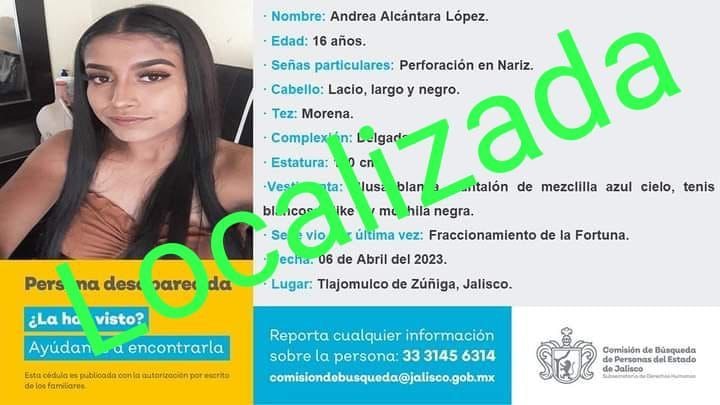 · Nombre: Andrea Alcántara López.
· Edad: 16 años.
· Señas particulares: Perforación en Nariz.
· Cabello: Lacio, largo y negro.
· Tez: Morena.
· Complexión: Delgada
· Estatura: cm
· blanca, pantalón de mezclilla azul cielo, tenis
blancos y mochila negra.
· Se le vio por última vez: Fraccionamiento de la Fortuna.
· Fecha: 06 de Abril del 2023.
· Lugar: Tlajomulco de Zúñiga, Jalisco.
Localizada
Persona desaparecida
¿La has visto?
Ayúdanos a encontrarla
Esta cédula es publicada con la autorización por escrito
de los familiares.
Reporta cualquier información
sobre la persona: 33 3145 6314
comisiondebusqueda@jalisco.gob.mx
Comisión de Búsqueda
de Personas del Estado
de Jalisco
Subsecretaría de Derechos Humanos